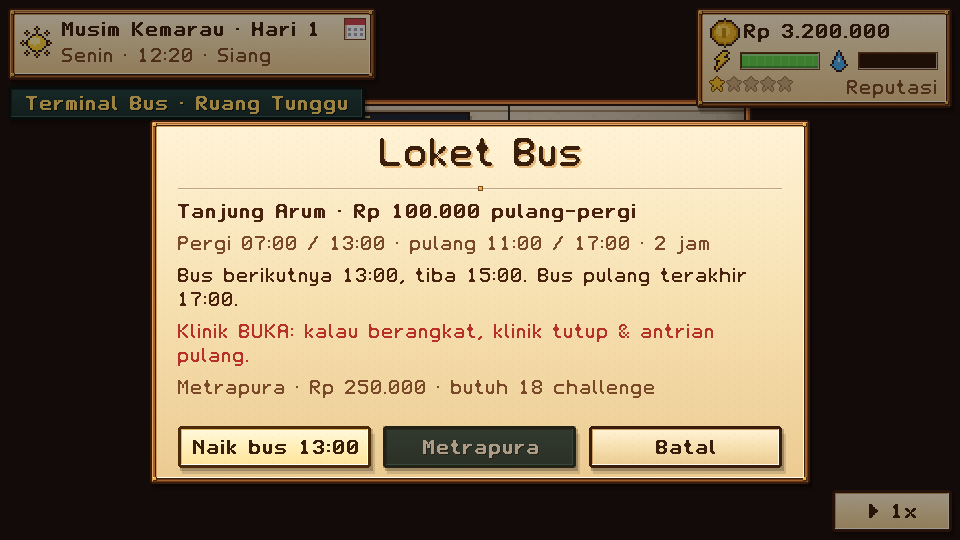 Musim Kemarau · Hari 1
Senin · 12:20 · Siang
Rp 3.200.000
Reputasi
Terminal Bus · Ruang Tunggu
Loket Bus
Tanjung Arum · Rp 100.000 pulang-pergi
Pergi 07:00 / 13:00 · pulang 11:00 / 17:00 · 2 jam
Bus berikutnya 13:00, tiba 15:00. Bus pulang terakhir
17:00.
Klinik BUKA: kalau berangkat, klinik tutup & antrian
pulang.
Metrapura · Rp 250.000 · butuh 18 challenge
Naik bus 13:00
Metrapura
Batal
1x